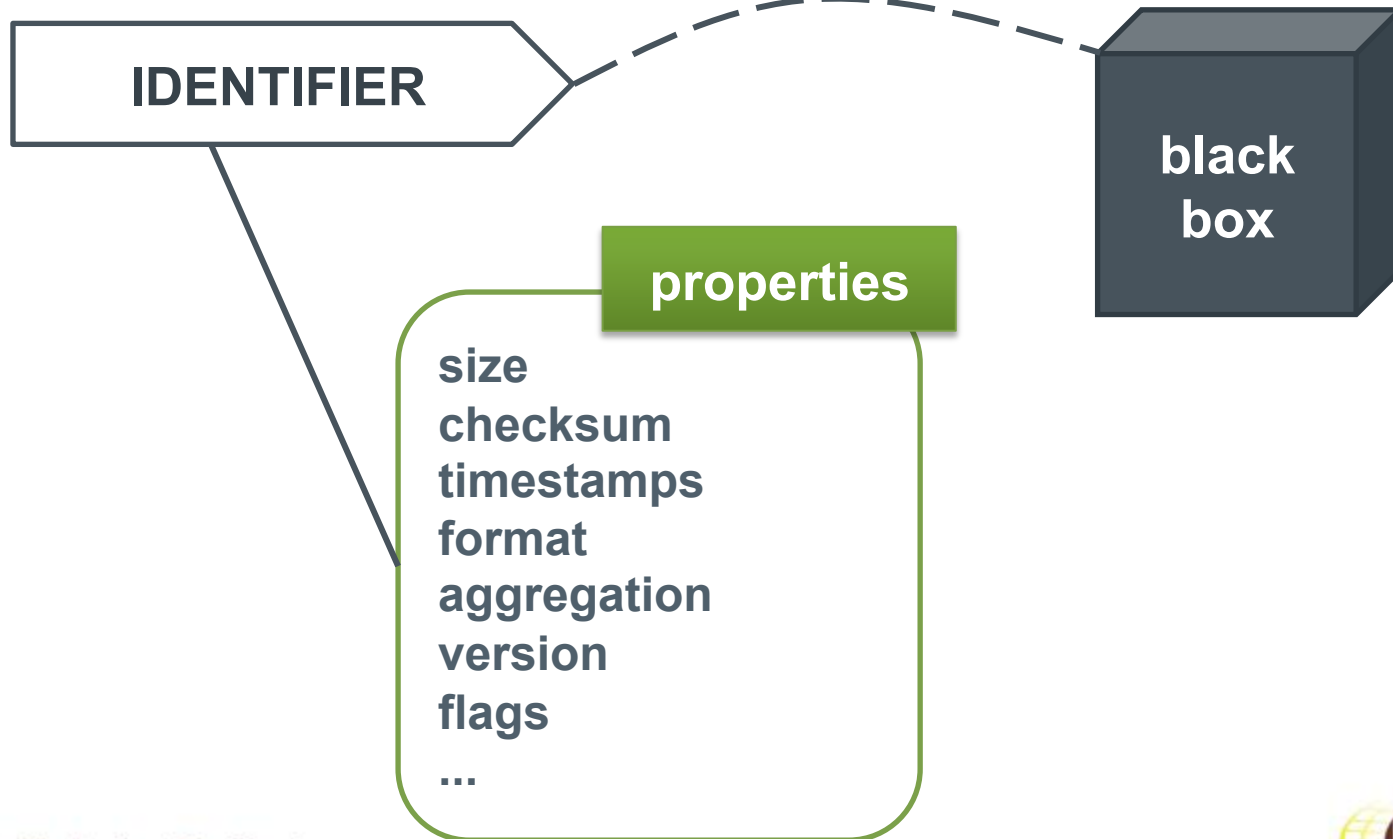 IDENTIFIER
black
box
properties
size
checksum
timestamps
format
aggregation
version
flags
...